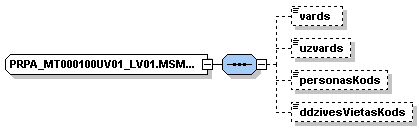 vards
uzvards
PRPA_MT000100UV01_LV01.MSM...
personasKods
ddzivesVietasKods